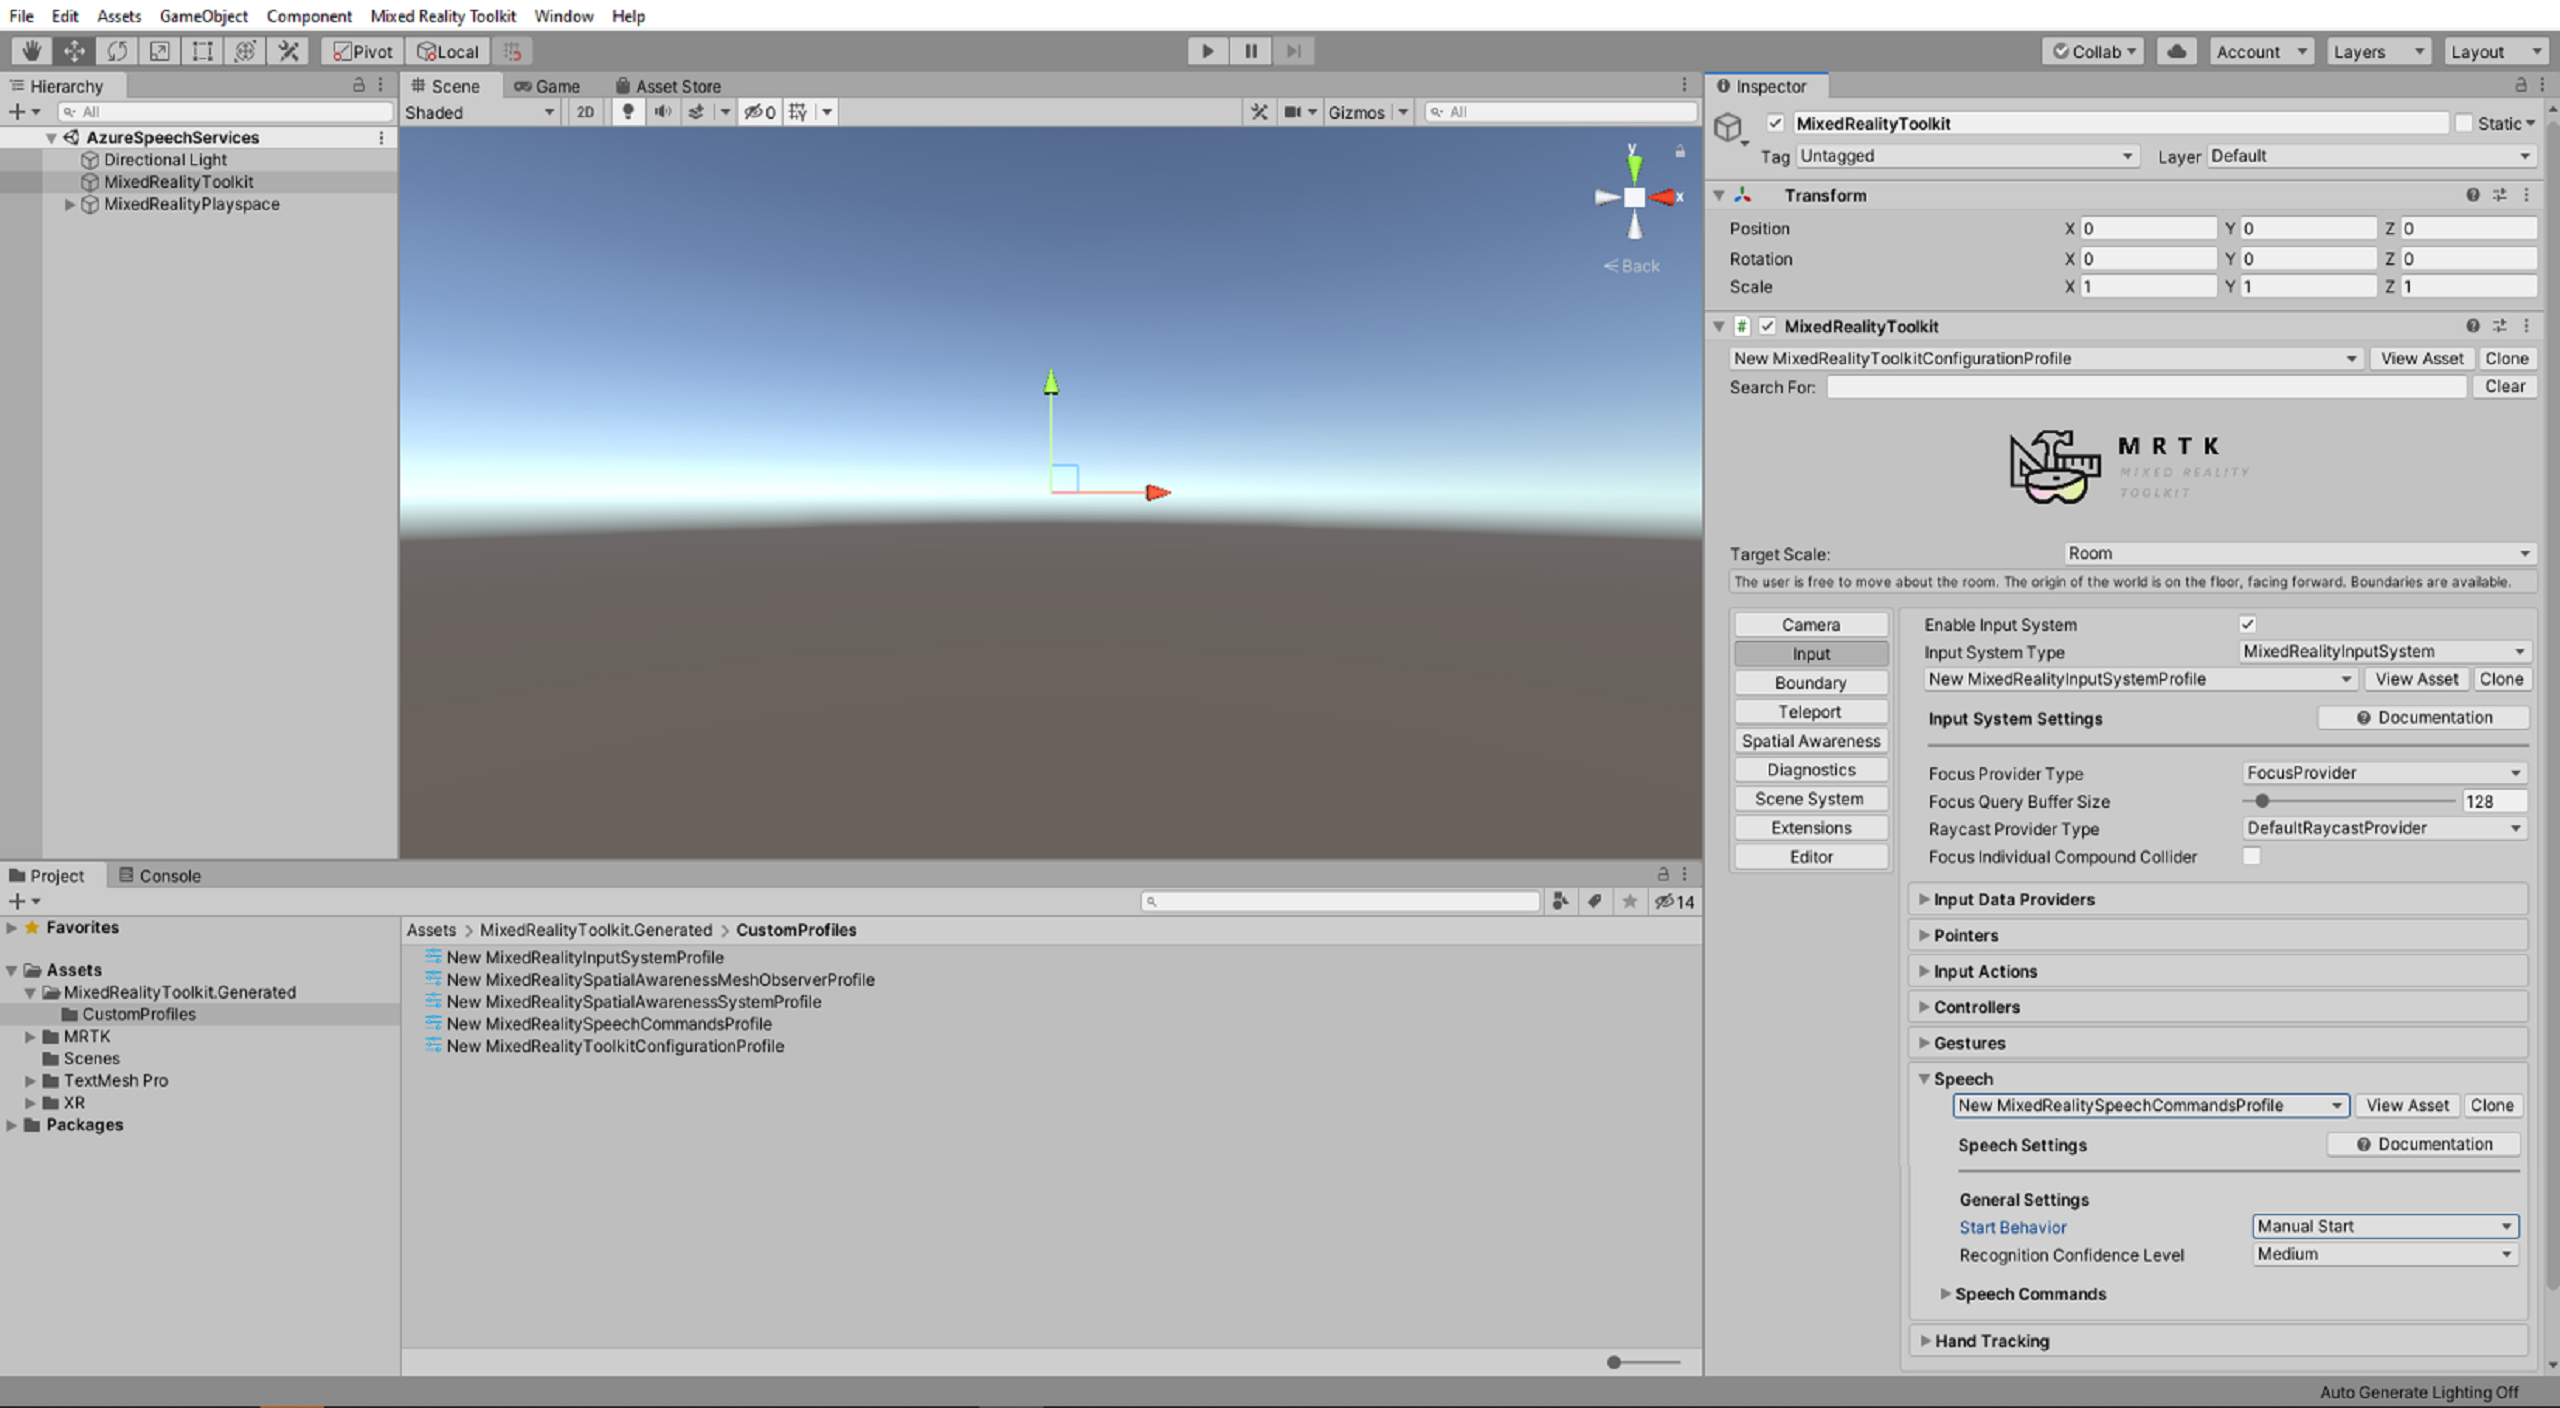 File Edit Assets GameObject Component Mixed Reality Toolkit Window Help
Pivot Local Collab Account Layers Layout
Hierarchy
All
AzureSpeechServices
Directional Light
MixedRealityToolkit
MixedRealityPlayspace
Scene Game Asset Store
Shaded 2D 0 Gizmos All
y
x
Back
Project Console
14
Favorites
Assets
MixedRealityToolkit.Generated
CustomProfiles
MRTK
Scenes
TextMesh Pro
XR
Packages
Assets > MixedRealityToolkit.Generated > CustomProfiles
New MixedRealityInputSystemProfile
New MixedRealitySpatialAwarenessMeshObserverProfile
New MixedRealitySpatialAwarenessSystemProfile
New MixedRealitySpeechCommandsProfile
New MixedRealityToolkitConfigurationProfile
Inspector
MixedRealityToolkit Static
Tag Untagged Layer Default
Transform
Position X 0 Y 0 Z 0
Rotation X 0 Y 0 Z 0
Scale X 1 Y 1 Z 1
# MixedRealityToolkit
New MixedRealityToolkitConfigurationProfile View Asset Clone
Search For: Clear
MRTK
MIXED REALITY
TOOLKIT
Target Scale: Room
The user is free to move about the room. The origin of the world is on the floor, facing forward. Boundaries are available.
Camera
Input
Boundary
Teleport
Spatial Awareness
Diagnostics
Scene System
Extensions
Editor
Enable Input System
Input System Type MixedRealityInputSystem
New MixedRealityInputSystemProfile View Asset Clone
Input System Settings Documentation
Focus Provider Type FocusProvider
Focus Query Buffer Size 128
Raycast Provider Type DefaultRaycastProvider
Focus Individual Compound Collider
Input Data Providers
Pointers
Input Actions
Controllers
Gestures
Speech
New MixedRealitySpeechCommandsProfile View Asset Clone
Speech Settings Documentation
General Settings
Start Behavior Manual Start
Recognition Confidence Level Medium
Speech Commands
Hand Tracking
Auto Generate Lighting Off